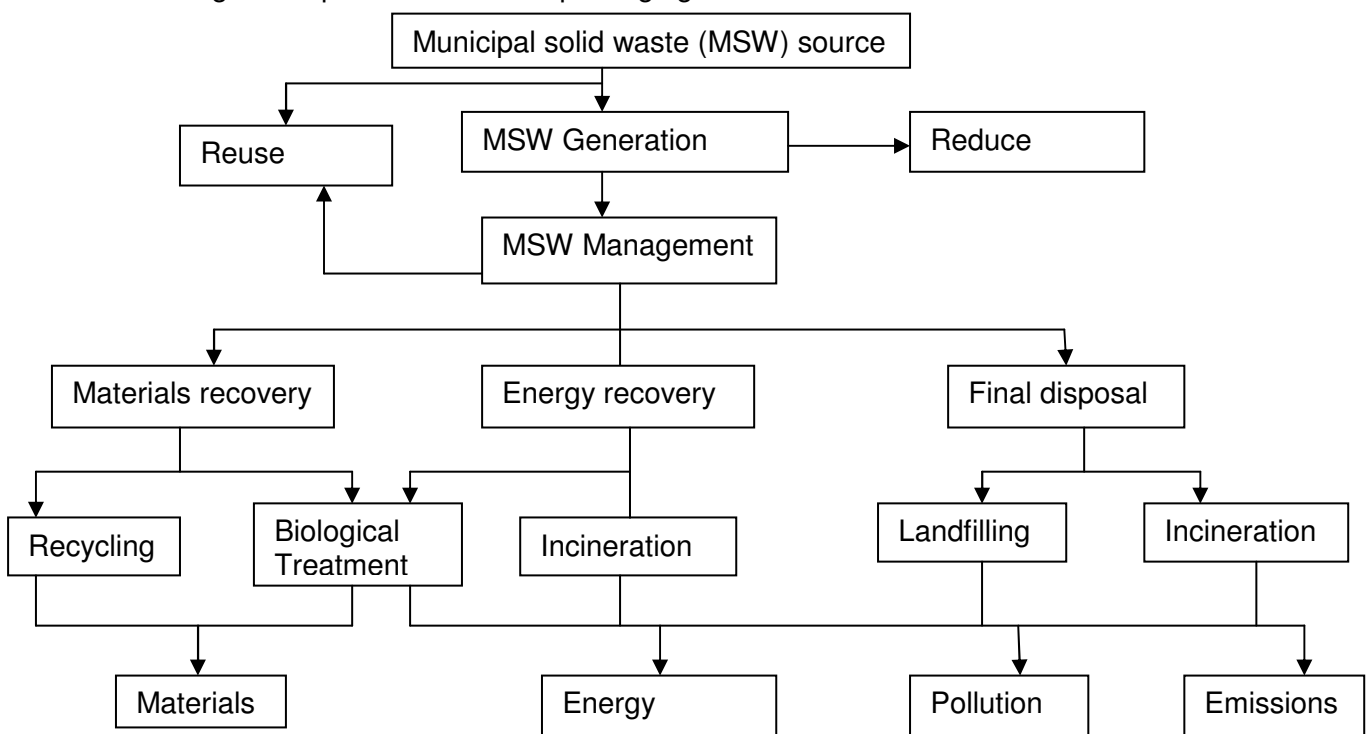 Municipal solid waste (MSW) source
Reuse
MSW Generation
Reduce
MSW Management
Materials recovery
Energy recovery
Final disposal
Recycling
Biological
Treatment
Incineration
Landfilling
Incineration
Materials
Energy
Pollution
Emissions